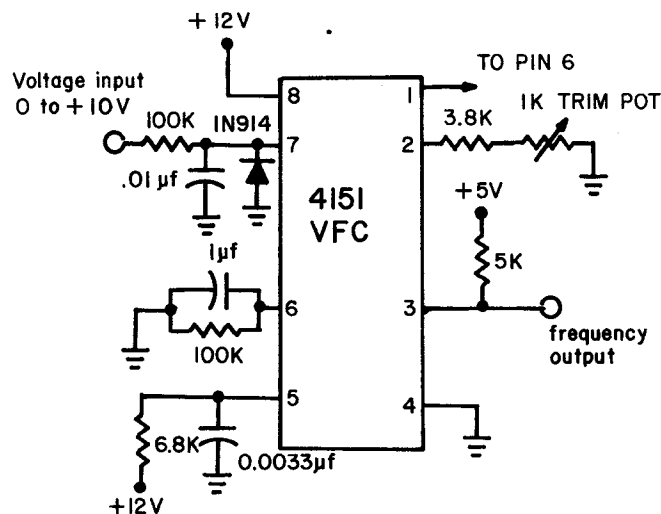 +12V
Voltage input
0 to +10V
100K
1N914
.01 µf
8
7
1
2
TO PIN 6
1K TRIM POT
3.8K
4151
VFC
+5V
5K
1µf
100K
6
3
frequency
output
5
4
6.8K
0.0033µf
+12V